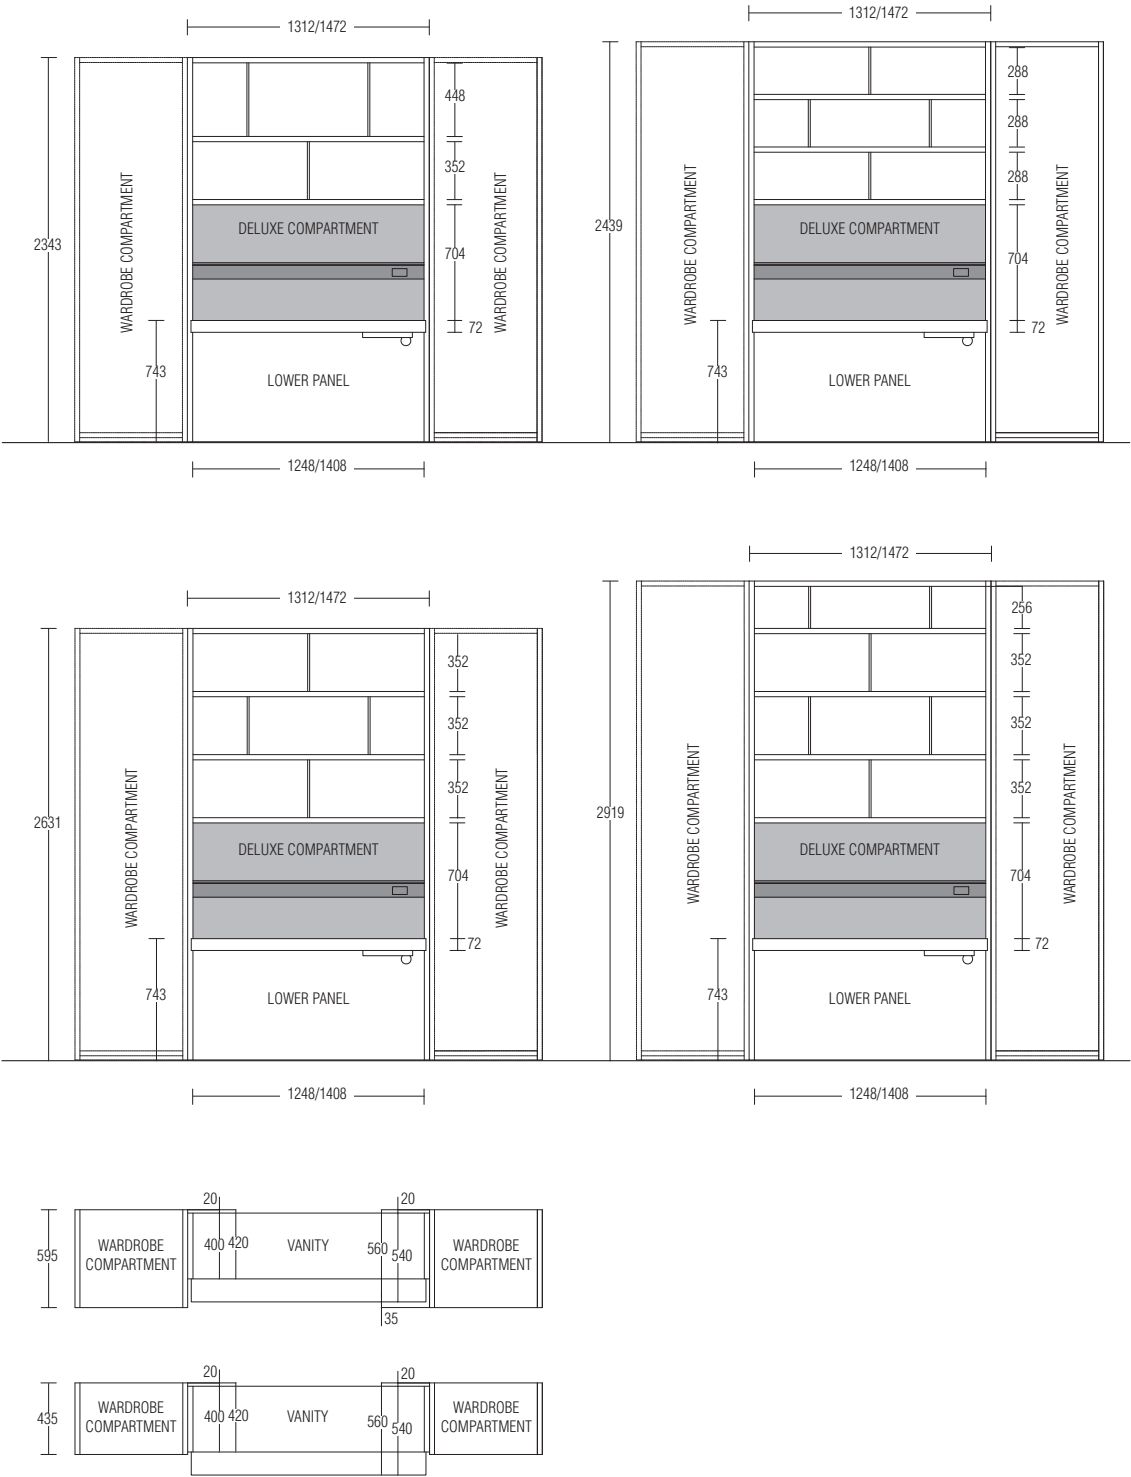 1312/1472
448
352
WARDROBE COMPARTMENT
WARDROBE COMPARTMENT
DELUXE COMPARTMENT
2343
704
72
743
LOWER PANEL
1248/1408
1312/1472
288
288
288
WARDROBE COMPARTMENT
WARDROBE COMPARTMENT
DELUXE COMPARTMENT
2439
704
72
743
LOWER PANEL
1248/1408
1312/1472
352
352
352
WARDROBE COMPARTMENT
WARDROBE COMPARTMENT
2631
DELUXE COMPARTMENT
704
72
743
LOWER PANEL
1248/1408
1312/1472
256
352
352
352
WARDROBE COMPARTMENT
WARDROBE COMPARTMENT
2919
DELUXE COMPARTMENT
704
72
743
LOWER PANEL
1248/1408
20
20
595
WARDROBE
COMPARTMENT
400
420
VANITY
560
540
WARDROBE
COMPARTMENT
35
20
20
435
WARDROBE
COMPARTMENT
400
420
VANITY
560
540
WARDROBE
COMPARTMENT